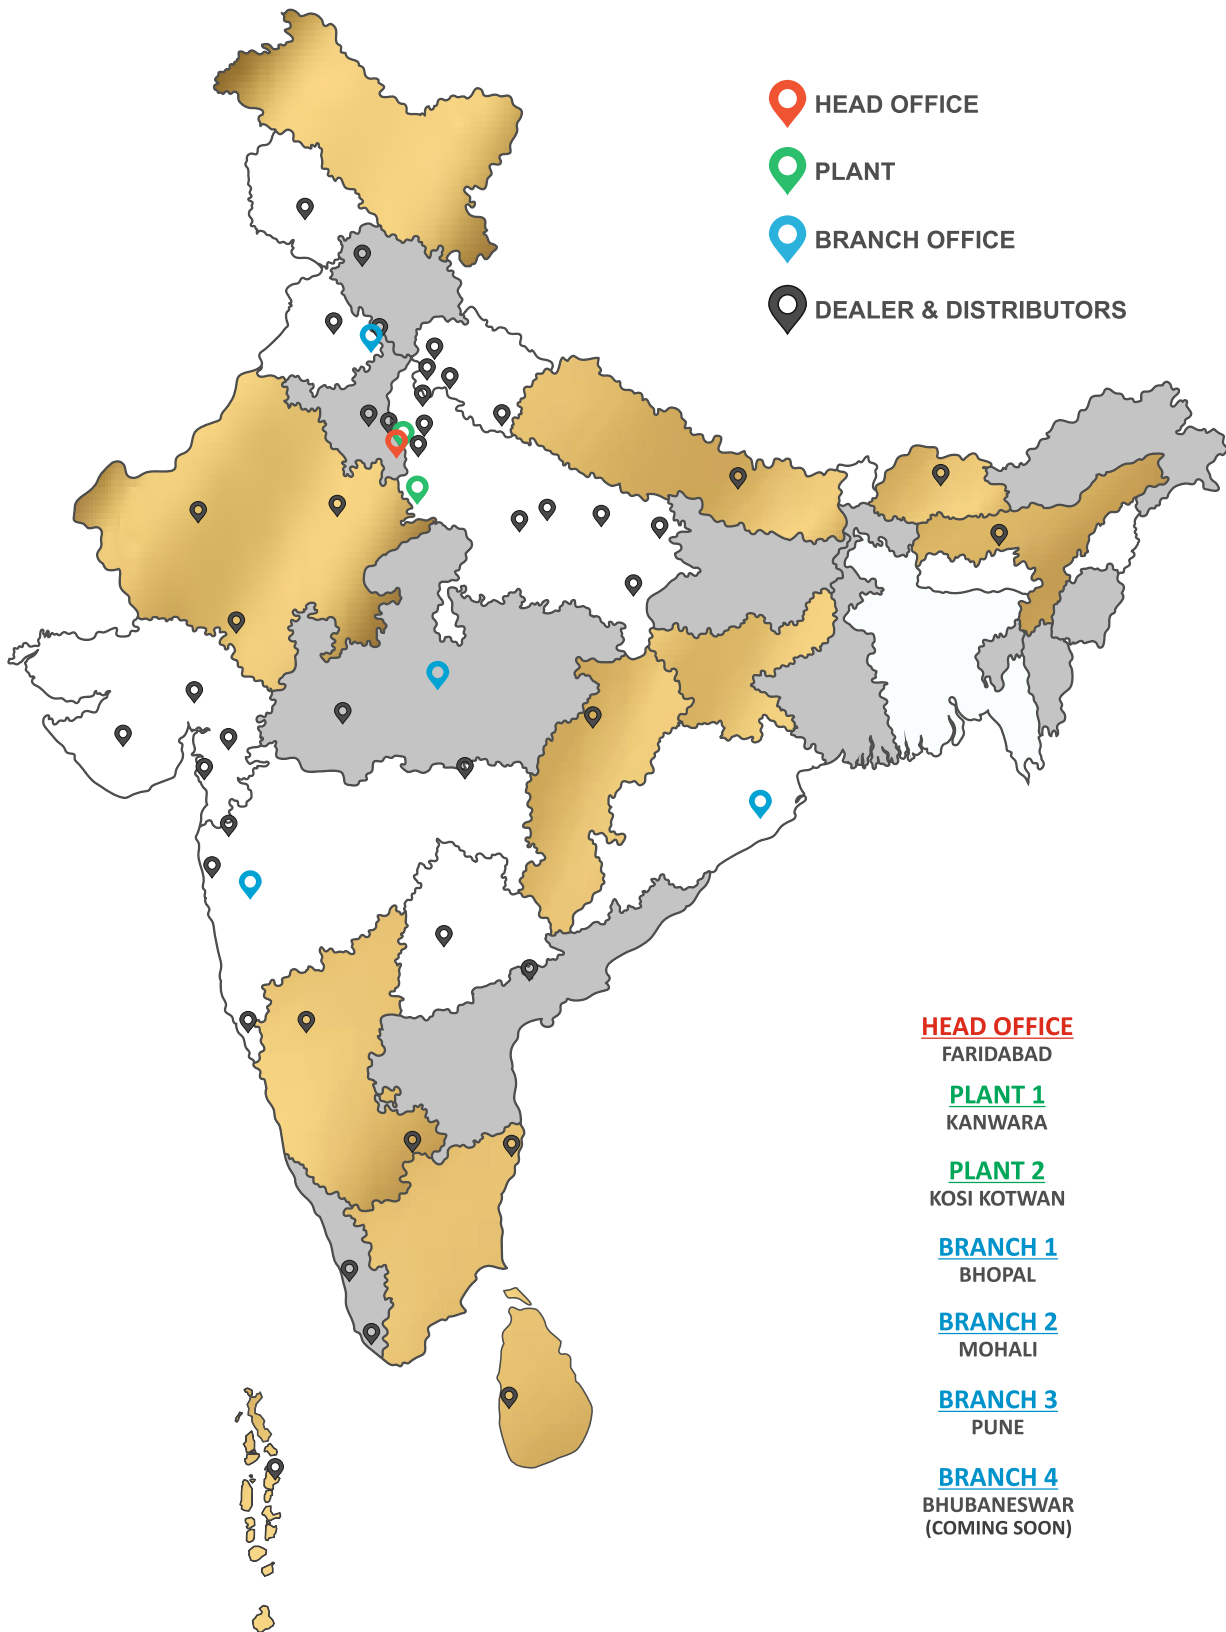 HEAD OFFICE
PLANT
BRANCH OFFICE
DEALER & DISTRIBUTORS
HEAD OFFICE
FARIDABAD
PLANT 1
KANWARA
PLANT 2
KOSI KOTWAN
BRANCH 1
BHOPAL
BRANCH 2
MOHALI
BRANCH 3
PUNE
BRANCH 4
BHUBANESWAR
(COMING SOON)